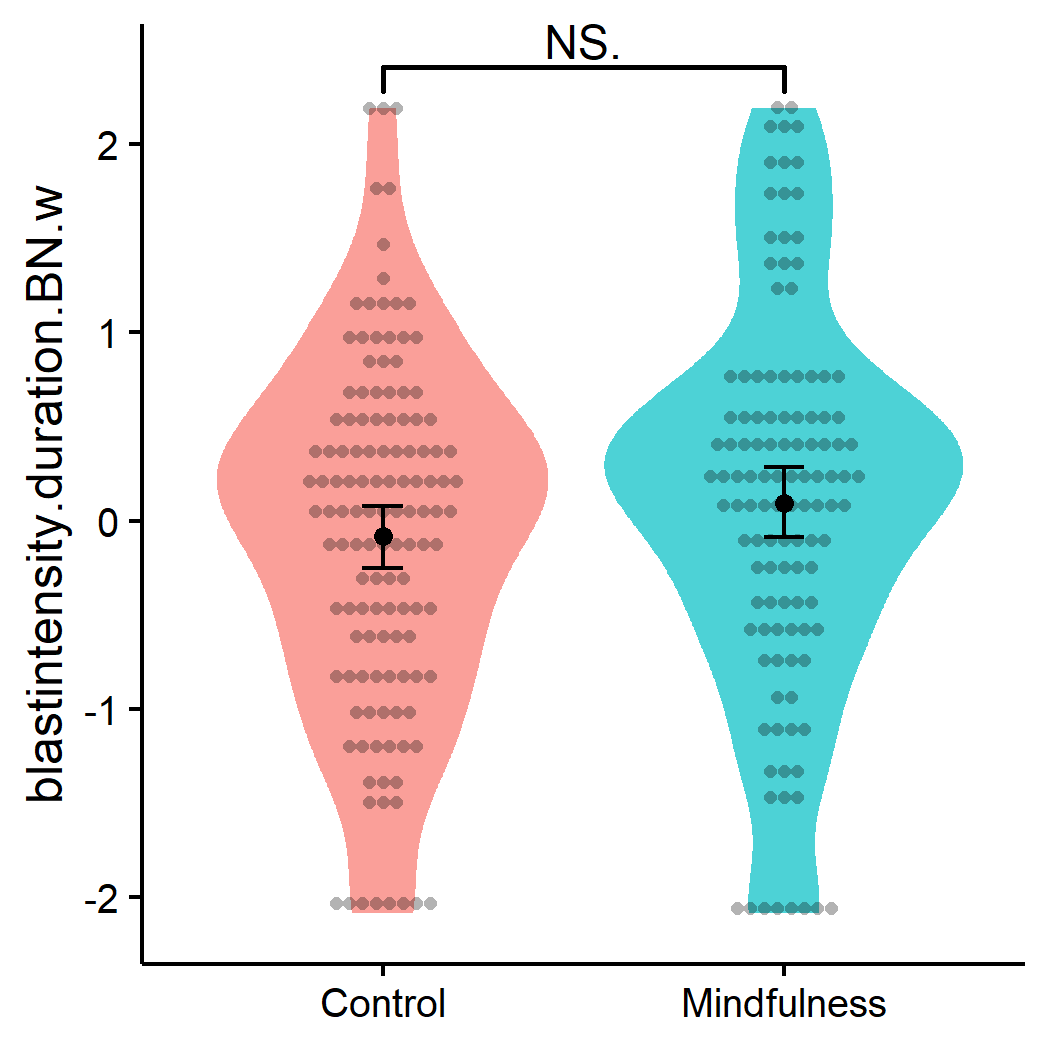 NS.
blastintensity.duration.BN.w
2
1
0
-1
-2
Control
Mindfulness